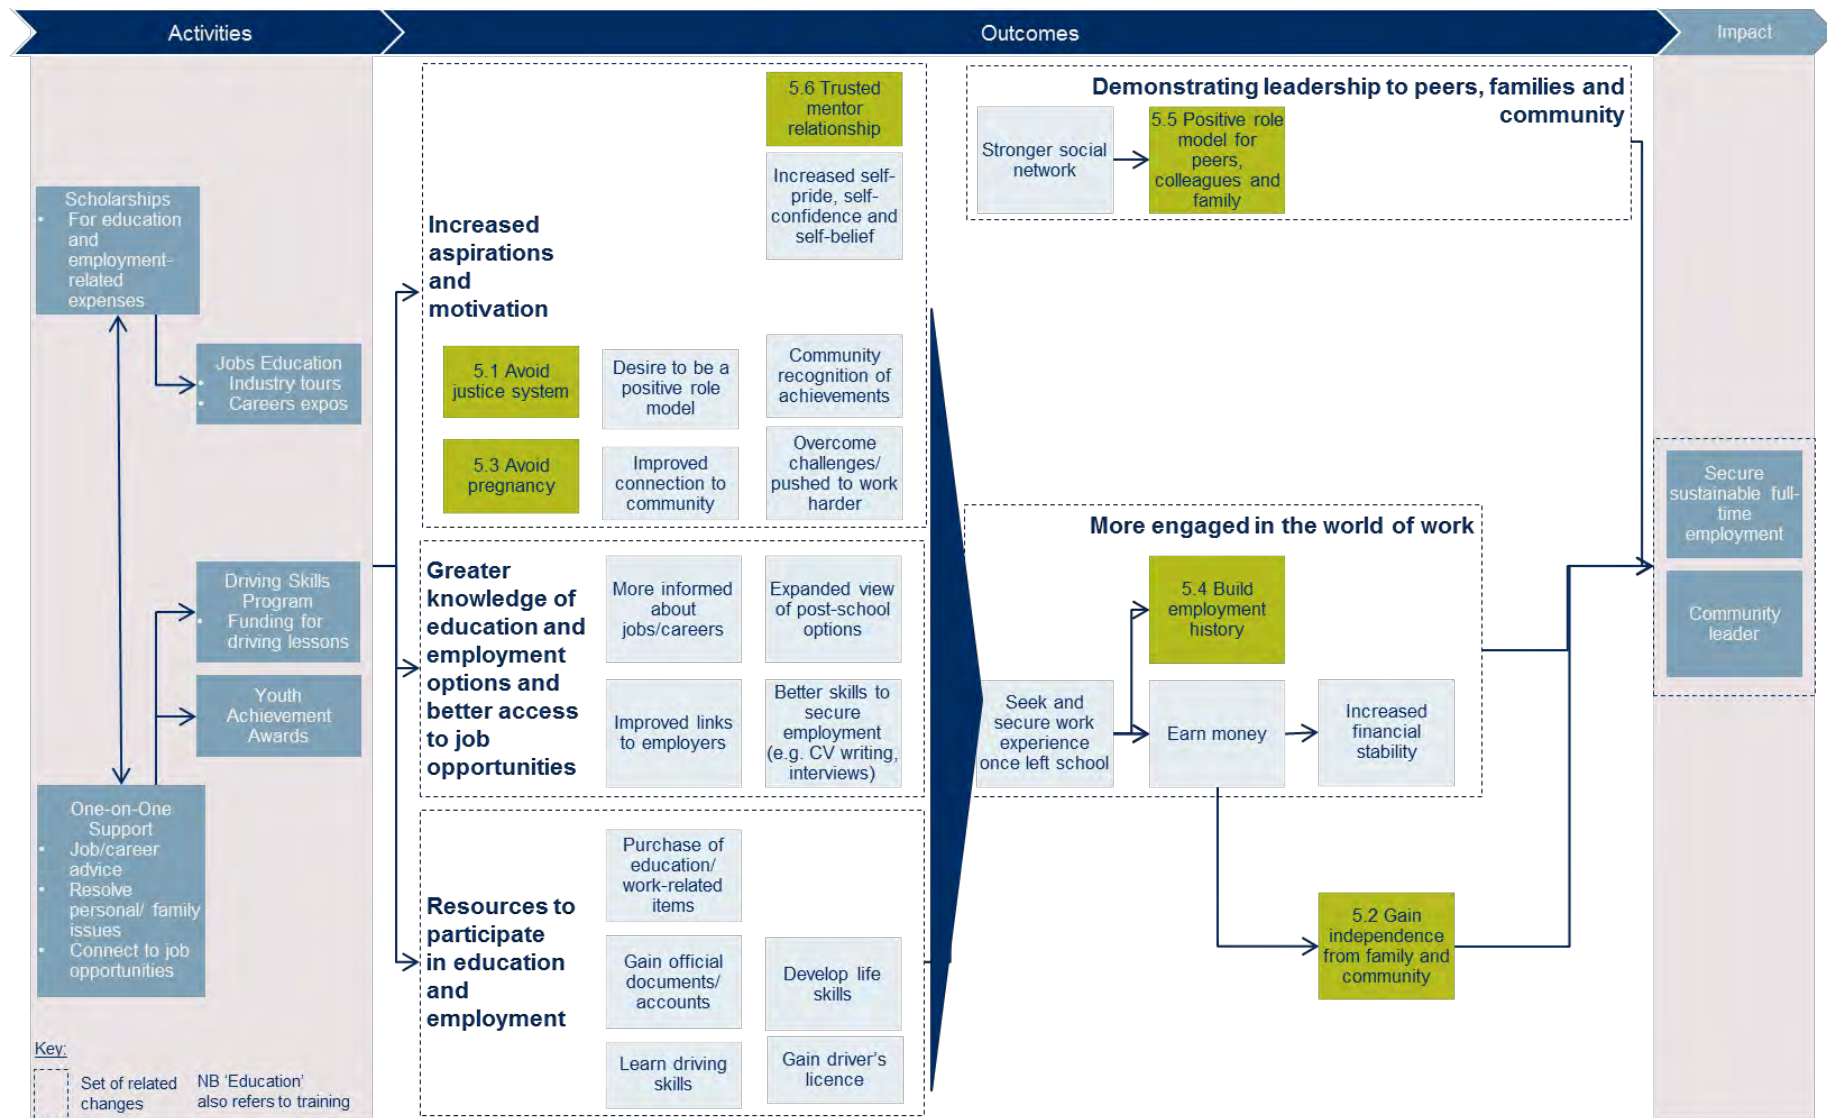 Activities
Outcomes
Impact
Scholarships
• For education
and
employment-
related
expenses
Jobs Education
• Industry tours
• Careers expos
Driving Skills
Program
• Funding for
driving lessons
Youth
Achievement
Awards
One-on-One
Support
• Job/career
advice
• Resolve
personal/ family
issues
• Connect to job
opportunities
Key:
Set of related
changes
NB 'Education'
also refers to training
Increased
aspirations
and
motivation
5.6 Trusted
mentor
relationship
Increased self-
pride, self-
confidence and
self-belief
5.1 Avoid
justice system
Desire to be a
positive role
model
Community
recognition of
achievements
5.3 Avoid
pregnancy
Improved
connection to
community
Overcome
challenges/
pushed to work
harder
Greater
knowledge of
education and
employment
options and
better access
to job
opportunities
More informed
about
jobs/careers
Expanded view
of post-school
options
Improved links
to employers
Better skills to
secure
employment
(e.g. CV writing,
interviews)
Resources to
participate
in education
and
employment
Purchase of
education/
work-related
items
Gain official
documents/
accounts
Develop life
skills
Learn driving
skills
Gain driver's
licence
Demonstrating leadership to peers, families and
community
Stronger social
network
5.5 Positive role
model for
peers,
colleagues and
family
More engaged in the world of work
5.4 Build
employment
history
Seek and
secure work
experience
once left school
Earn money
Increased
financial
stability
5.2 Gain
independence
from family and
community
Secure
sustainable full-
time
employment
Community
leader